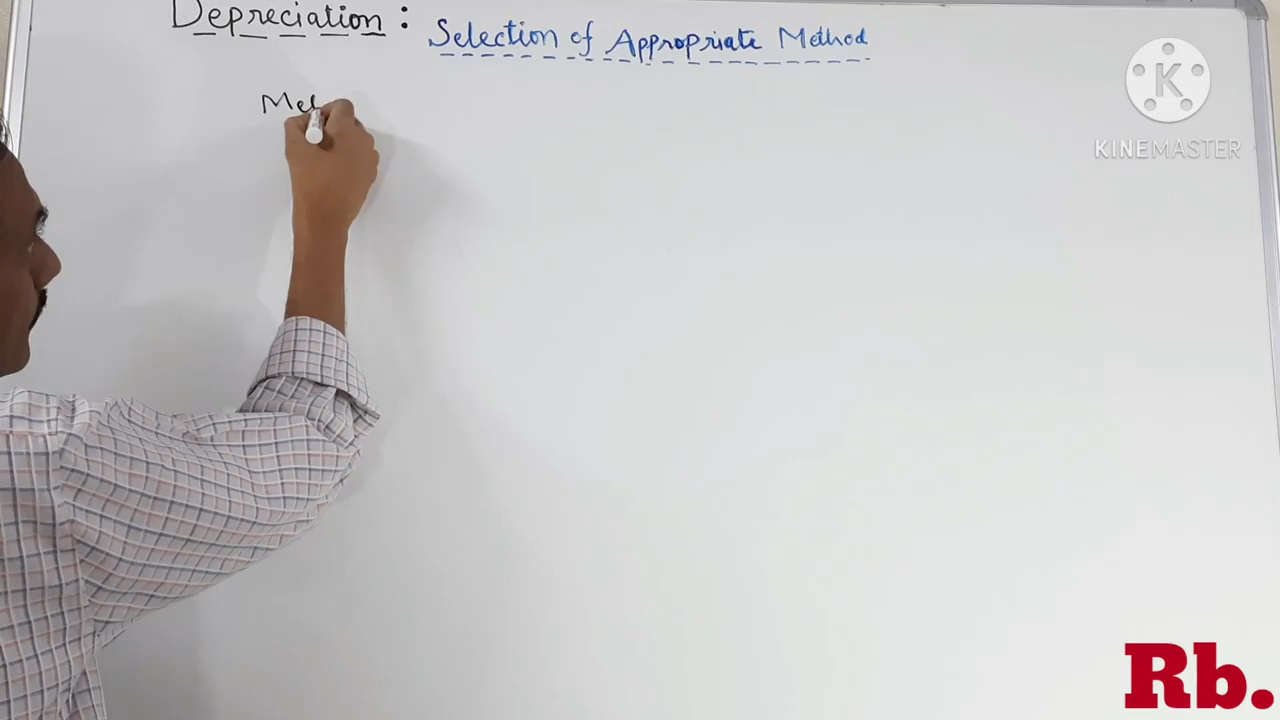 Depreciation : Selection of Appropriate Method
Met
KINEMASTER
Rb.